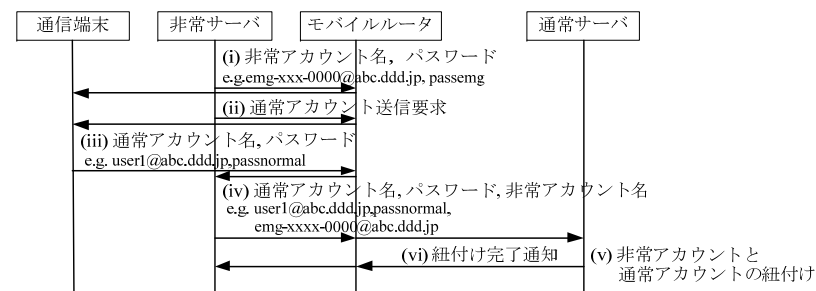 通信端末 非常サーバ モバイルルータ 通常サーバ
(i) 非常アカウント名, パスワード
e.g.emg-xxx-0000@abc.ddd.jp, passemg
(ii) 通常アカウント送信要求
(iii) 通常アカウント名, パスワード
e.g. user1@abc.ddd.jp,passnormal
(iv) 通常アカウント名, パスワード, 非常アカウント名
e.g. user1@abc.ddd.jp,passnormal,
emg-xxxx-0000@abc.ddd.jp
(vi) 紐付け完了通知 (v) 非常アカウントと
通常アカウントの紐付け